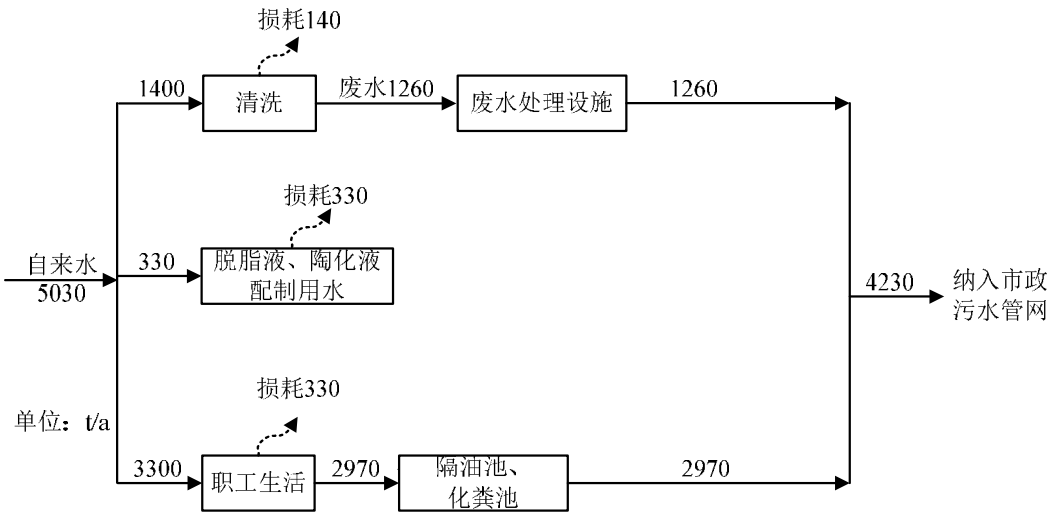 损耗140
1400
清洗
废水1260
废水处理设施
1260
损耗330
自来水
5030
330
脱脂液、陶化液
配制用水
4230
纳入市政
污水管网
损耗330
单位：t/a
3300
职工生活
2970
隔油池、
化粪池
2970